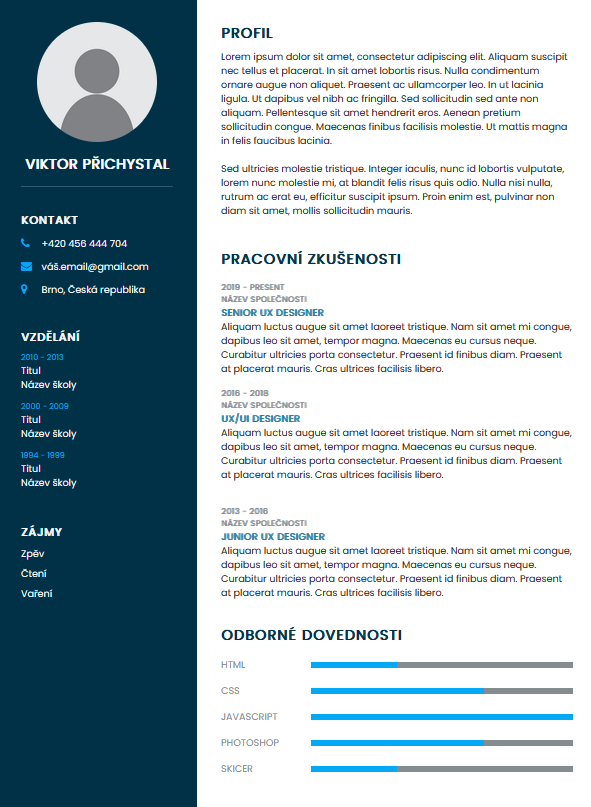 VIKTOR PŘICHYSTAL
KONTAKT
+420 456 444 704
váš.email@gmail.com
Brno, Česká republika
VZDĚLÁNÍ
2010 - 2013
Titul
Název školy
2000 - 2009
Titul
Název školy
1994 - 1999
Titul
Název školy
ZÁJMY
Zpěv
Čtení
Vaření
PROFIL
Lorem ipsum dolor sit amet, consectetur adipiscing elit. Aliquam suscipit
nec tellus et placerat. In sit amet lobortis risus. Nulla condimentum
ornare augue non aliquet. Praesent ac ullamcorper leo. In ut lacinia
ligula. Ut dapibus vel nibh ac fringilla. Sed sollicitudin sed ante non
aliquam. Pellentesque sit amet hendrerit eros. Aenean pretium
sollicitudin congue. Maecenas finibus facilisis molestie. Ut mattis magna
in felis faucibus lacinia.
Sed ultricies molestie tristique. Integer iaculis, nunc id lobortis vulputate,
lorem nunc molestie mi, at blandit felis risus quis odio. Nulla nisi nulla,
rutrum ac erat eu, efficitur suscipit ipsum. Proin enim est, pulvinar non
diam sit amet, mollis sollicitudin mauris.
PRACOVNÍ ZKUŠENOSTI
2019 - PRESENT
NÁZEV SPOLEČNOSTI
SENIOR UX DESIGNER
Aliquam luctus augue sit amet laoreet tristique. Nam sit amet mi congue,
dapibus leo sit amet, tempor magna. Maecenas eu cursus neque.
Curabitur ultricies porta consectetur. Praesent id finibus diam. Praesent
at placerat mauris. Cras ultrices facilisis libero.
2016 - 2018
NÁZEV SPOLEČNOSTI
UX/UI DESIGNER
Aliquam luctus augue sit amet laoreet tristique. Nam sit amet mi congue,
dapibus leo sit amet, tempor magna. Maecenas eu cursus neque.
Curabitur ultricies porta consectetur. Praesent id finibus diam. Praesent
at placerat mauris. Cras ultrices facilisis libero.
2013 - 2016
NÁZEV SPOLEČNOSTI
JUNIOR UX DESIGNER
Aliquam luctus augue sit amet laoreet tristique. Nam sit amet mi congue,
dapibus leo sit amet, tempor magna. Maecenas eu cursus neque.
Curabitur ultricies porta consectetur. Praesent id finibus diam. Praesent
at placerat mauris. Cras ultrices facilisis libero.
ODBORNÉ DOVEDNOSTI
HTML
CSS
JAVASCRIPT
PHOTOSHOP
SKICER